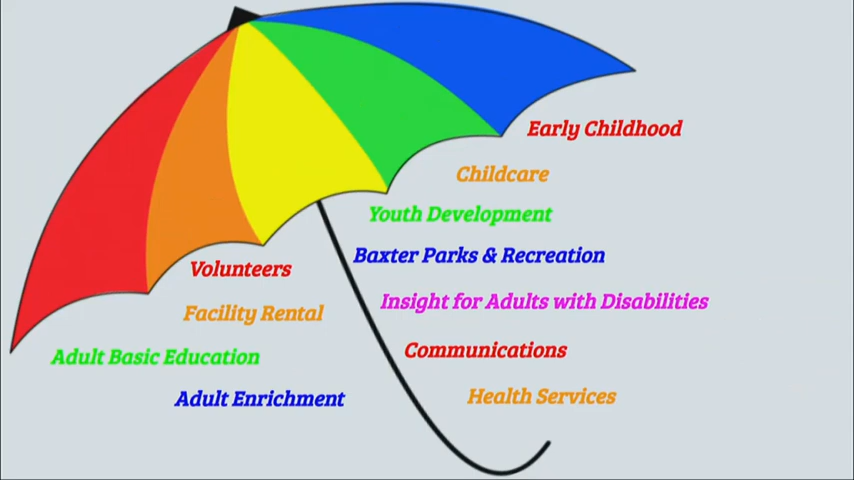 Early Childhood
Childcare
Youth Development
Baxter Parks & Recreation
Insight for Adults with Disabilities
Communications
Health Services
Volunteers
Facility Rental
Adult Basic Education
Adult Enrichment